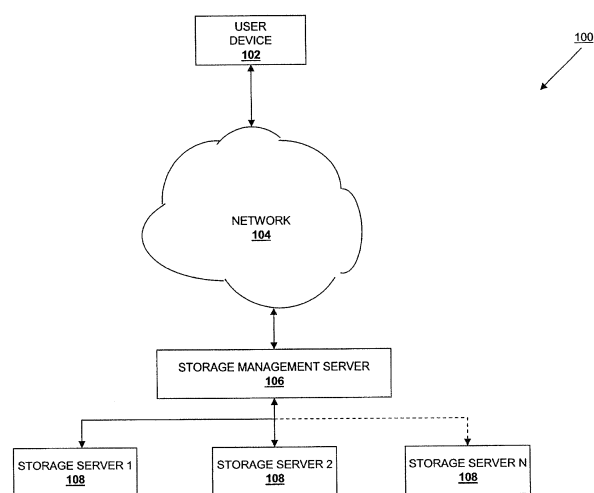 USER
DEVICE
102
100
NETWORK
104
STORAGE MANAGEMENT SERVER
106
STORAGE SERVER 1
108
STORAGE SERVER 2
108
STORAGE SERVER N
108